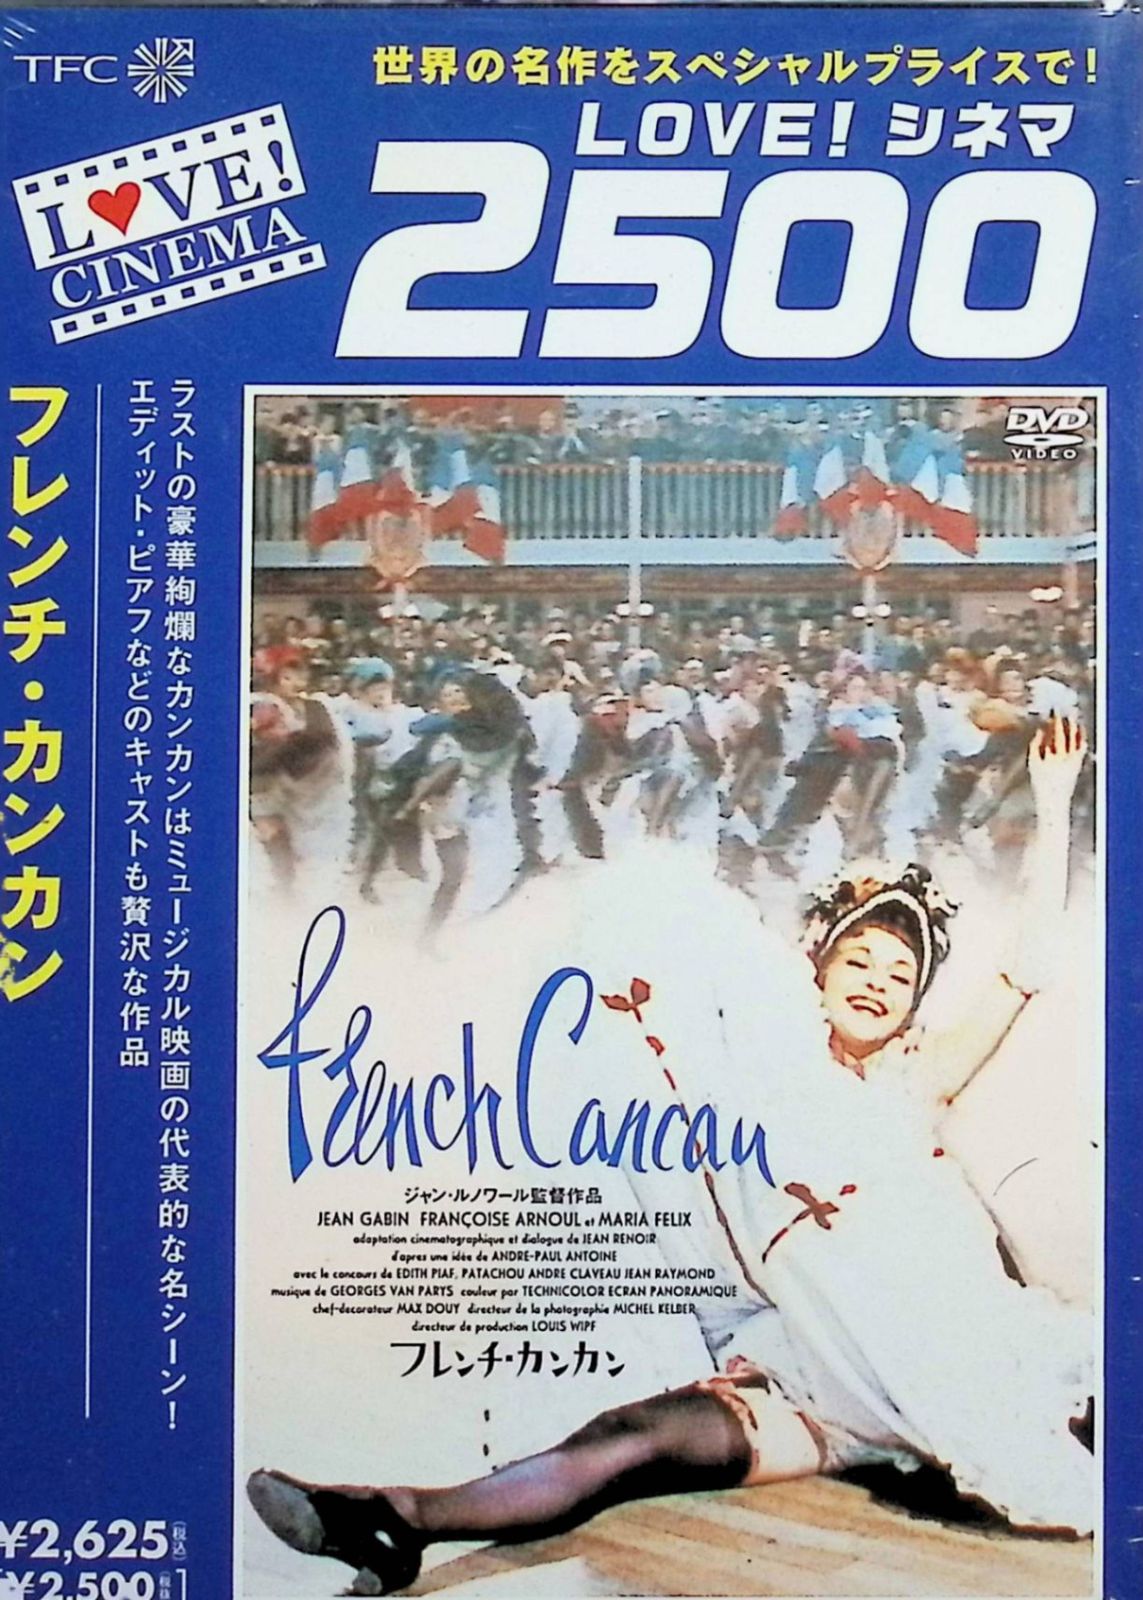 TFC
世界の名作をスペシャルプライスで!
LOVE!
CINEMA
LOVE! シネマ
2500
フレンチ・カンカン
ラストの豪華絢爛なカンカンはミュージカル映画の代表的な名シーン!
エディット・ピアフなどのキャストも贅沢な作品
DVD
VIDEO
French Cancan
ジャン・ルノワール監督作品
JEAN GABIN FRANÇOISE ARNOUL et MARIA FELIX
adaptation cinematographique et dialogue de JEAN RENOIR
d'apres une idée de ANDRE-PAUL ANTOINE
avec le concours de EDITH PIAF, PATACHOU ANDRE CLAVEAU JEAN RAYMOND
musique de GEORGES VAN PARYS couleur par TECHNICOLOR ECRAN PANORAMIQUE
chef-decorateur MAX DOUY directeur de la photographie MICHEL KELBER
directeur de production LOUIS WIPF
フレンチ・カンカン
¥2,625(税込)
¥2,500(税抜)